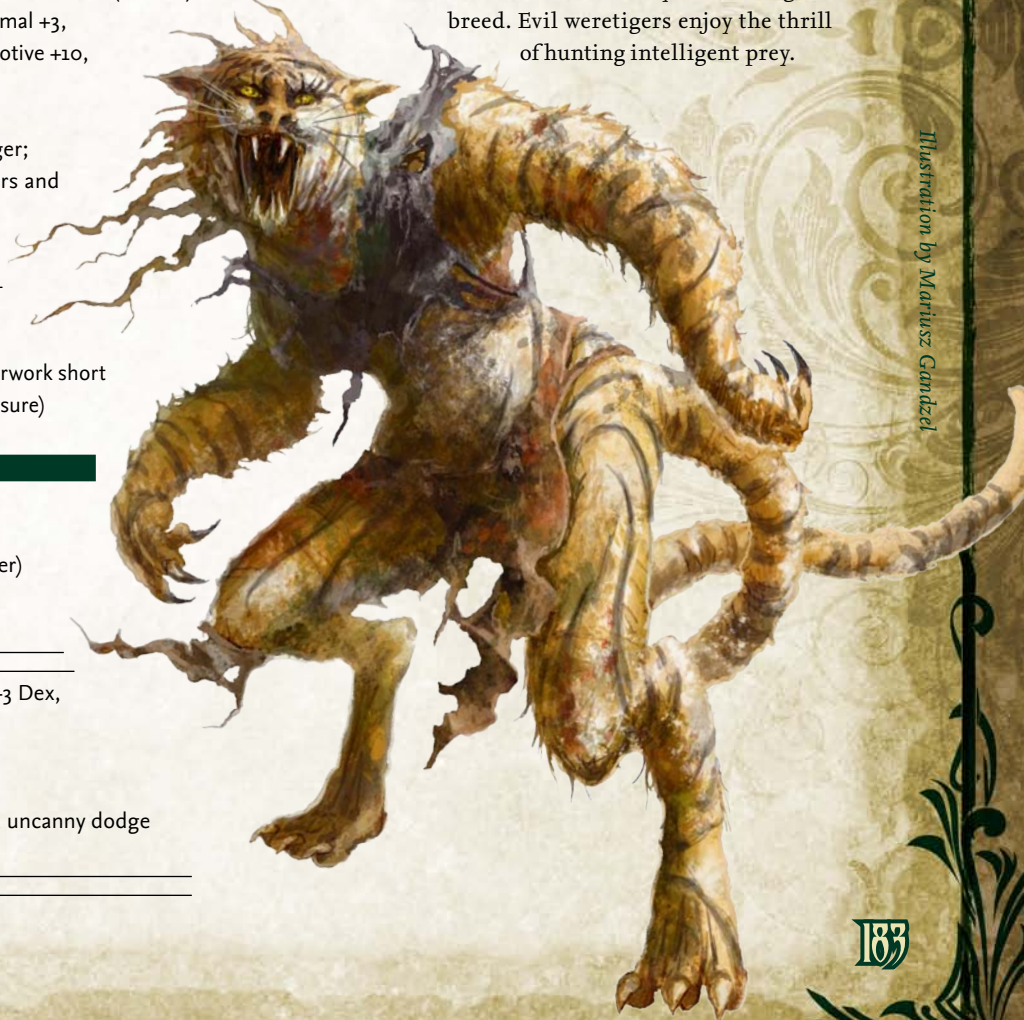 mal +3,
otive +10,
ger;
rs and
rwork short
sure)
er)
+3 Dex,
uncanny dodge
breed. Evil weretigers enjoy the thrill
of hunting intelligent prey.
Illustration by Mariusz Gandzel
183